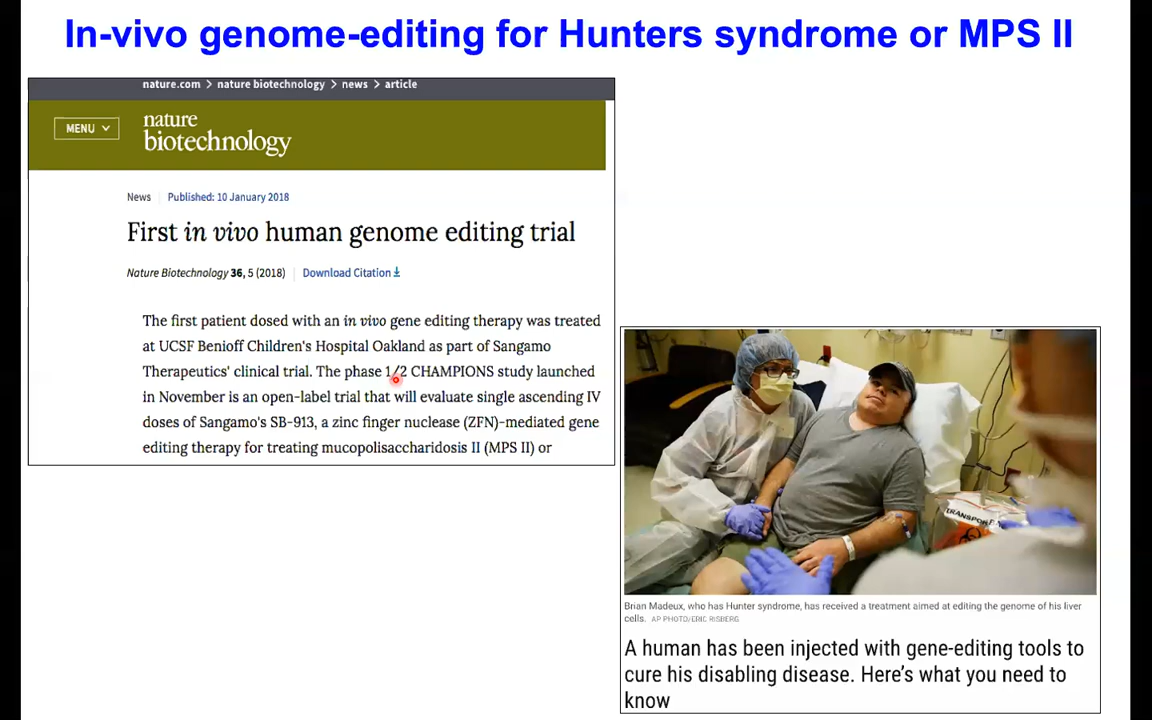 In-vivo genome-editing for Hunters syndrome or MPS II
nature.com > nature biotechnology > news > article
MENU
nature
biotechnology
News | Published: 10 January 2018
First in vivo human genome editing trial
Nature Biotechnology 36, 5 (2018) | Download Citation
The first patient dosed with an in vivo gene editing therapy was treated
at UCSF Benioff Children's Hospital Oakland as part of Sangamo
Therapeutics' clinical trial. The phase 1/2 CHAMPIONS study launched
in November is an open-label trial that will evaluate single ascending IV
doses of Sangamo's SB-913, a zinc finger nuclease (ZFN)-mediated gene
editing therapy for treating mucopolysaccharidosis II (MPS II) or
Brian Madeux, who has Hunter syndrome, has received a treatment aimed at editing the genome of his liver
cells. AP PHOTO/ERIC RISBERG
A human has been injected with gene-editing tools to
cure his disabling disease. Here's what you need to
know